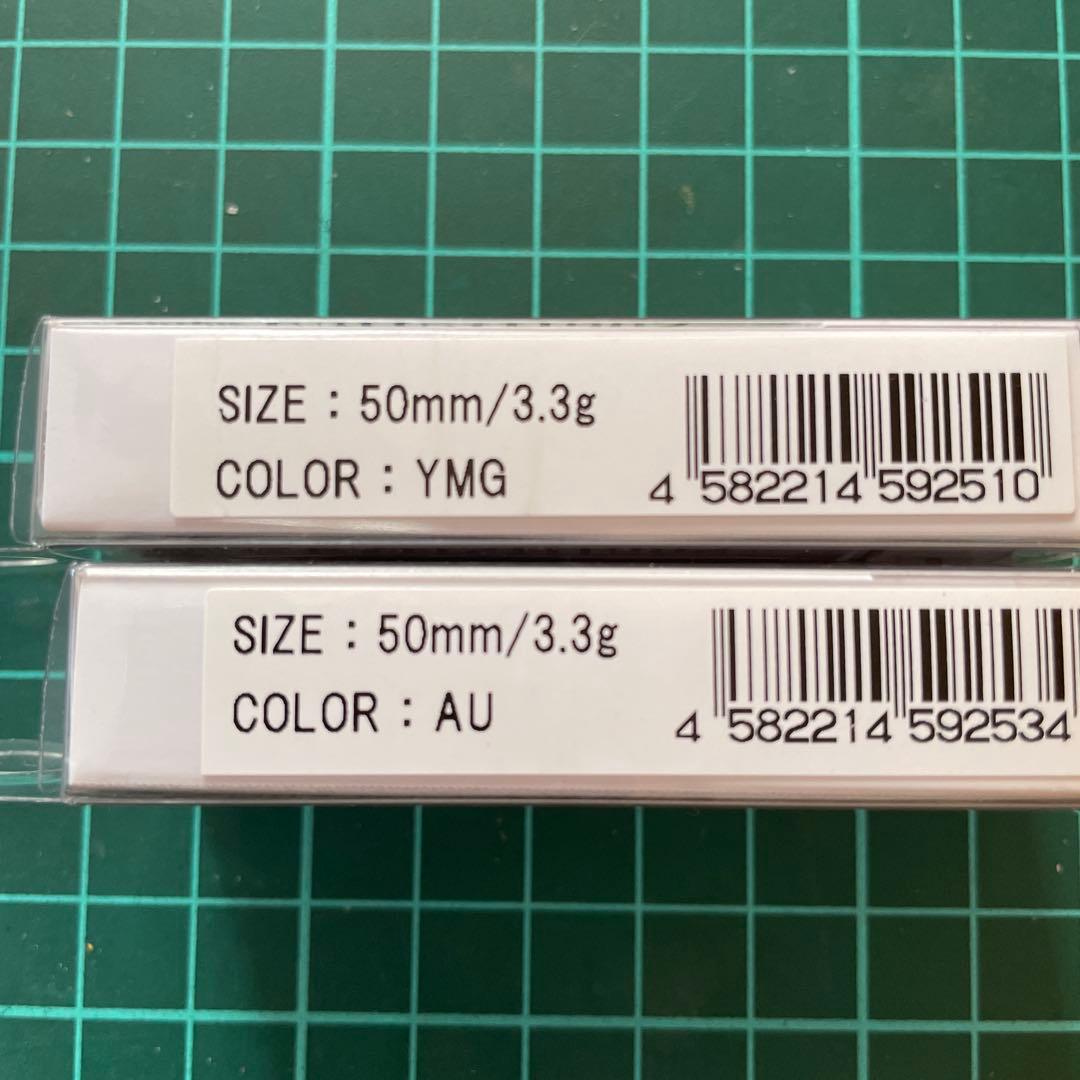 SIZE : 50mm/3.3g
COLOR : YMG
4 582214 592510
SIZE : 50mm/3.3g
COLOR : AU
4 582214 592534